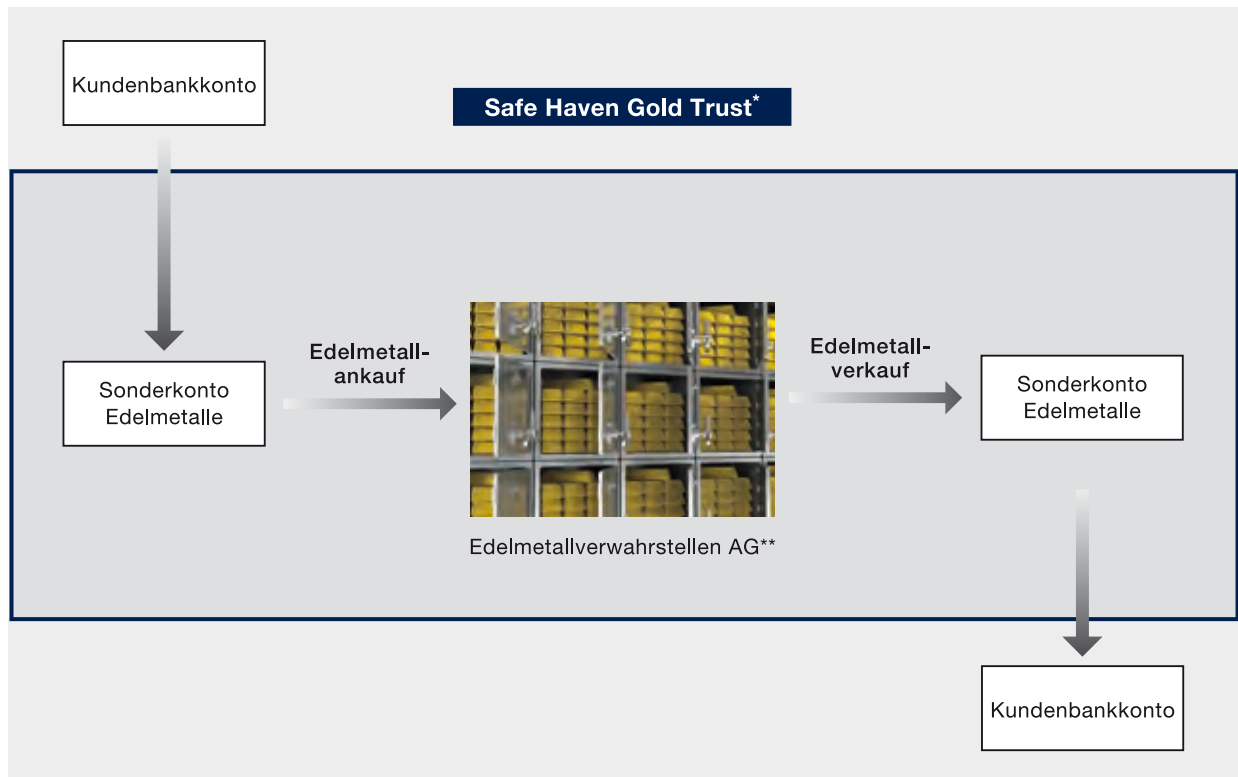 Kundenbankkonto
Safe Haven Gold Trust*
Sonderkonto
Edelmetalle
Edelmetall-
ankauf
Edelmetall-
verkauf
Sonderkonto
Edelmetalle
Edelmetallverwahrstellen AG**
Kundenbankkonto